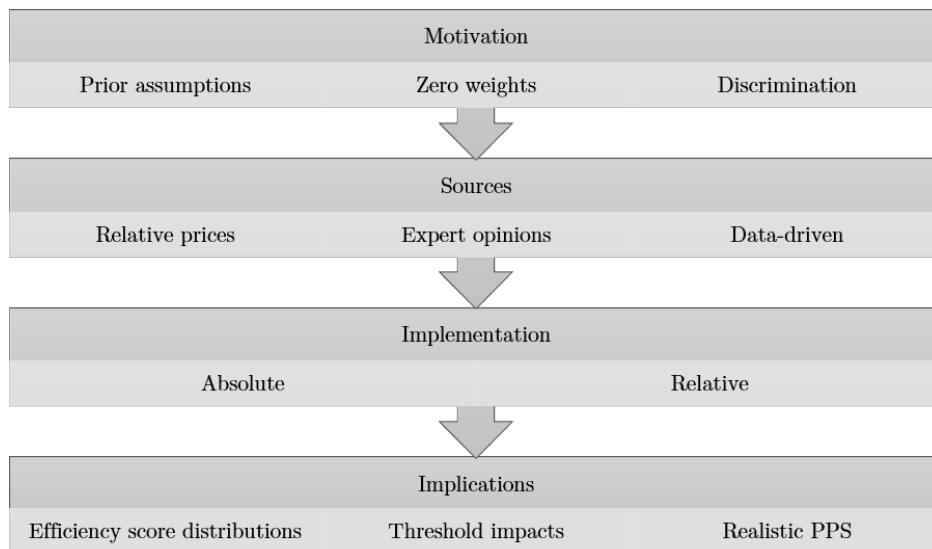 Motivation
Prior assumptions Zero weights Discrimination
Sources
Relative prices Expert opinions Data-driven
Implementation
Absolute Relative
Implications
Efficiency score distributions Threshold impacts Realistic PPS